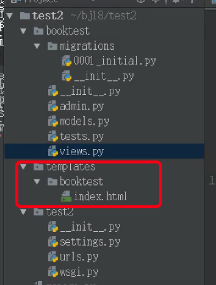 test2 ~/bj18/test2
booktest
migrations
0001_initial.py
__init__.py
__init__.py
admin.py
models.py
tests.py
views.py
templates
booktest
index.html
test2
__init__.py
settings.py
urls.py
wsgi.py